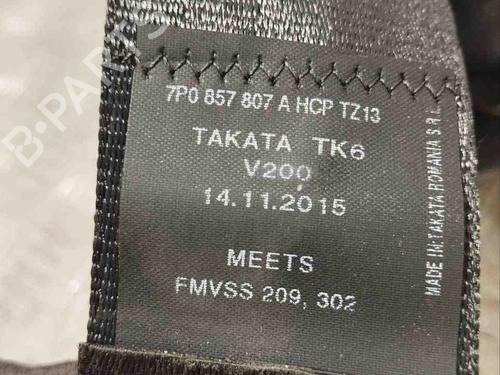 7P0 857 807 A HCP TZ13
TAKATA TK6
V200
14.11.2015
MEETS
FMVSS 209, 302
MADE IN:TAKATA ROMANIA S.R.L
B-PARTS